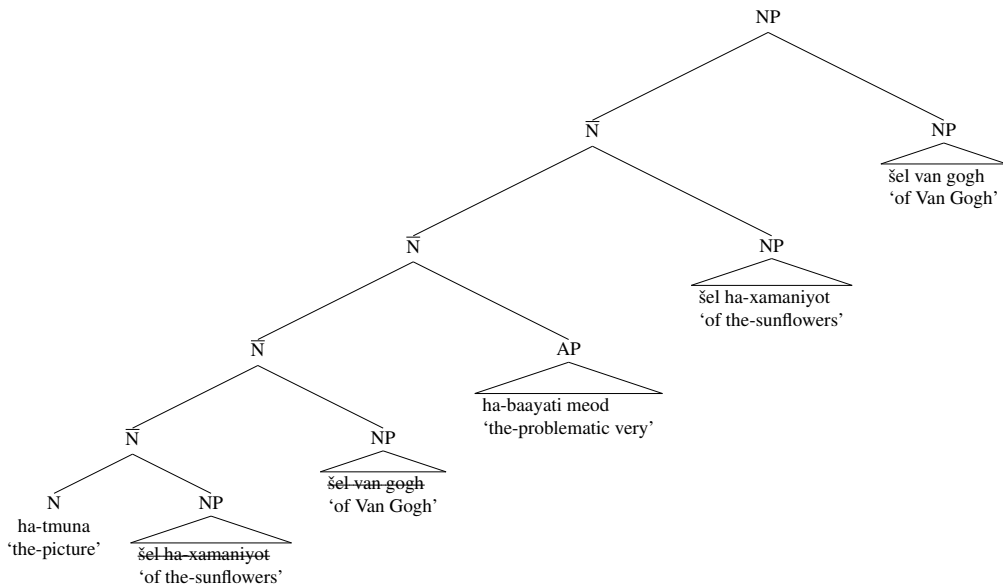 NP
N̅
NP
šel van gogh
‘of Van Gogh’
N̅
NP
šel ha-xamaniyot
‘of the-sunflowers’
N̅
AP
ha-baayati meod
‘the-problematic very’
N̅
NP
šel van gogh
‘of Van Gogh’
N
NP
ha-tmuna
‘the-picture’
šel ha-xamaniyot
‘of the-sunflowers’